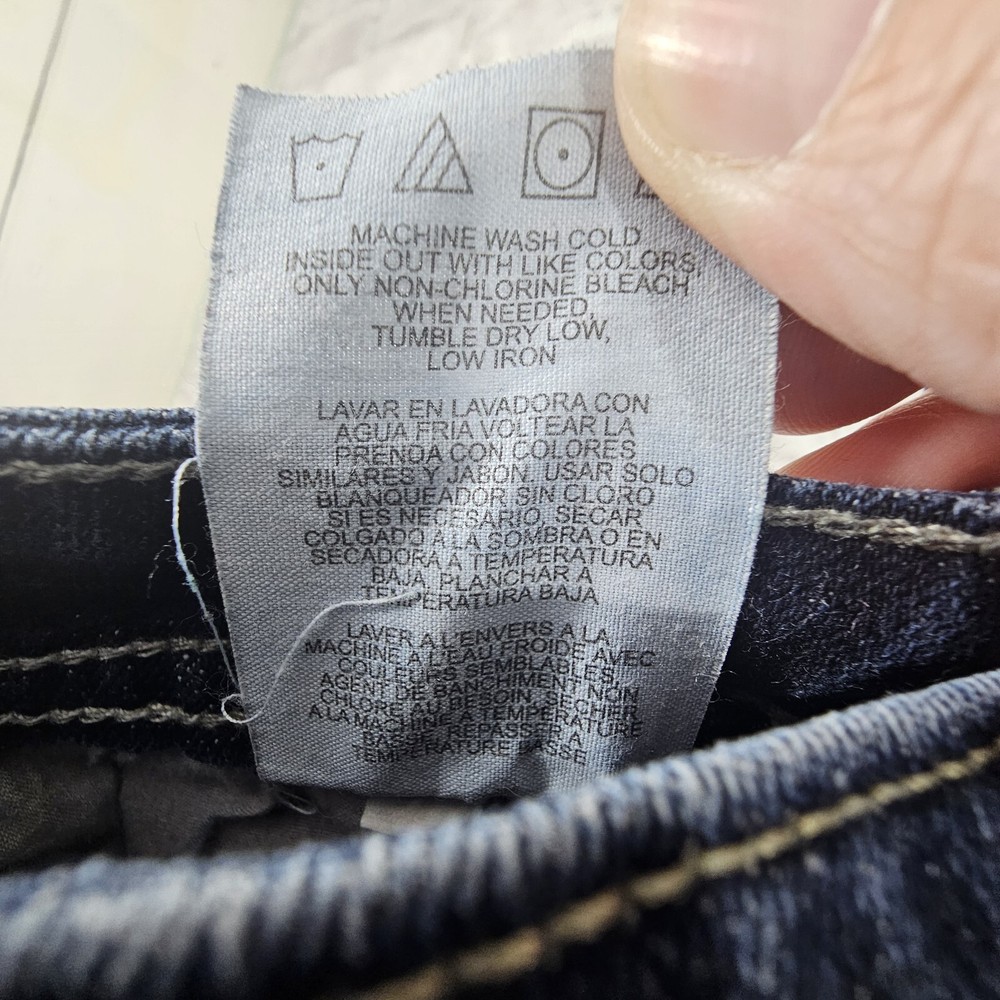 MACHINE WASH COLD
INSIDE OUT WITH LIKE COLORS,
ONLY NON-CHLORINE BLEACH
WHEN NEEDED,
TUMBLE DRY LOW,
LOW IRON
LAVAR EN LAVADORA CON
AGUA FRIA VOLTEAR LA
PRENOA CON COLORES
SIMILARES Y JABON, USAR SOLO
BLANQUEADOR SIN CLORO
SI ES NECESARIO, SECAR
COLGADO A LA SOMBRA O EN
SECADORA A TEMPERATURA
BAJA, PLANCHAR A
TEMPERATURA BAJA
LAVER A L'ENVERS A LA
MACHINE A L'EAU FROIDE AVEC
COULEURS SEMBLABLES,
AGENT DE BANCHIMENT NON
CHLORE AU BESOIN, SECHER
A LA MACHINE A TEMPERATURE
BASSE, REPASSER A
TEMPERATURE BASSE